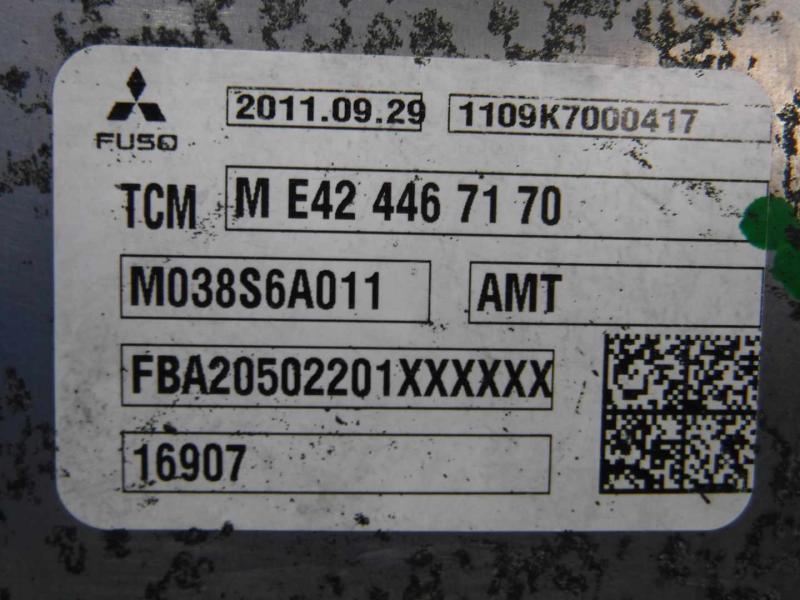 2011.09.29 1109K7000417
FUSO
TCM M E42 446 71 70
M038S6A011 AMT
FBA20502201XXXXXX
16907